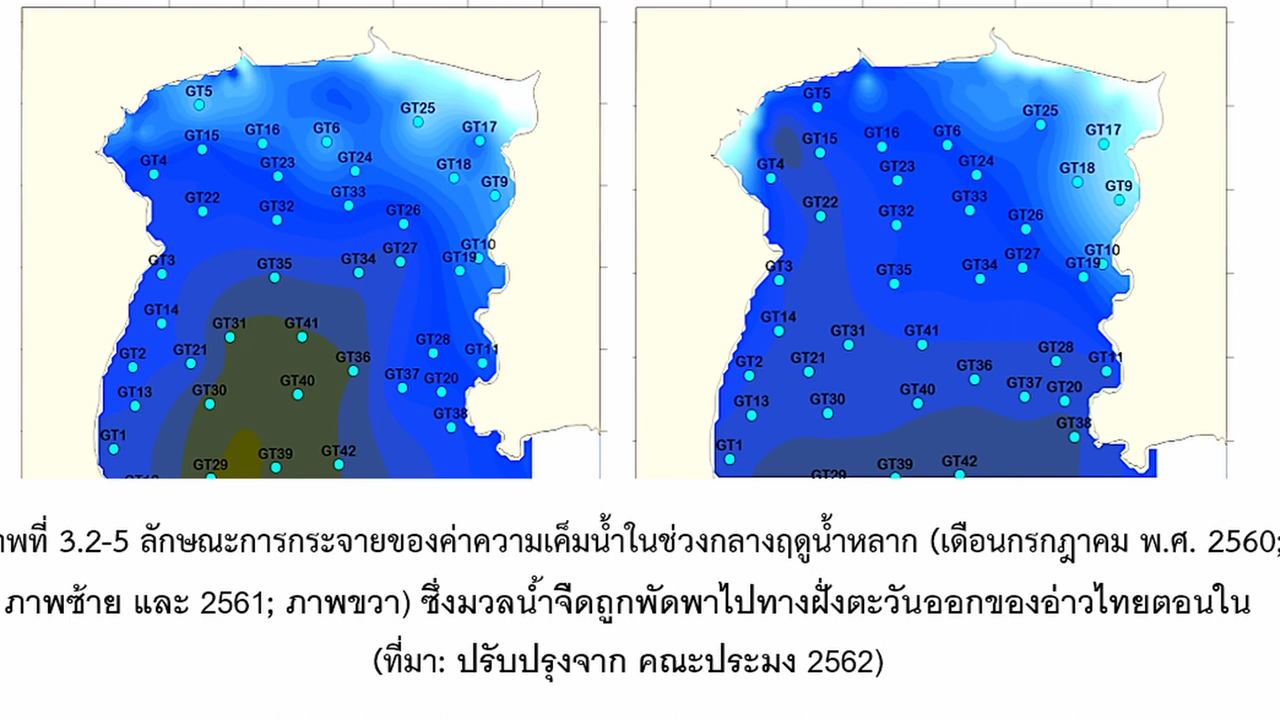 GT5 GT25
GT15 GT16 GT6 GT17
GT4 GT23 GT24 GT18
GT22 GT32 GT33 GT26 GT9
GT3 GT35 GT34 GT27 GT19 GT10
GT14 GT31 GT41
GT2 GT21 GT36 GT28 GT11
GT13 GT30 GT40 GT37 GT20
GT1 GT38
GT29 GT39 GT42
GT5 GT25
GT15 GT16 GT6 GT17
GT4 GT23 GT24 GT18
GT22 GT32 GT33 GT26 GT9
GT3 GT35 GT34 GT27 GT19 GT10
GT14 GT31 GT41
GT2 GT21 GT36 GT28 GT11
GT13 GT30 GT40 GT37 GT20
GT1 GT38
GT29 GT39 GT42
าพที่ 3.2-5 ลักษณะการกระจายของค่าความเค็มน้ำในช่วงกลางฤดูน้ำหลาก (เดือนกรกฎาคม พ.ศ. 2560;
ภาพซ้าย และ 2561; ภาพขวา) ซึ่งมวลน้ำจืดถูกพัดพาไปทางฝั่งตะวันออกของอ่าวไทยตอนใน
(ที่มา: ปรับปรุงจาก คณะประมง 2562)